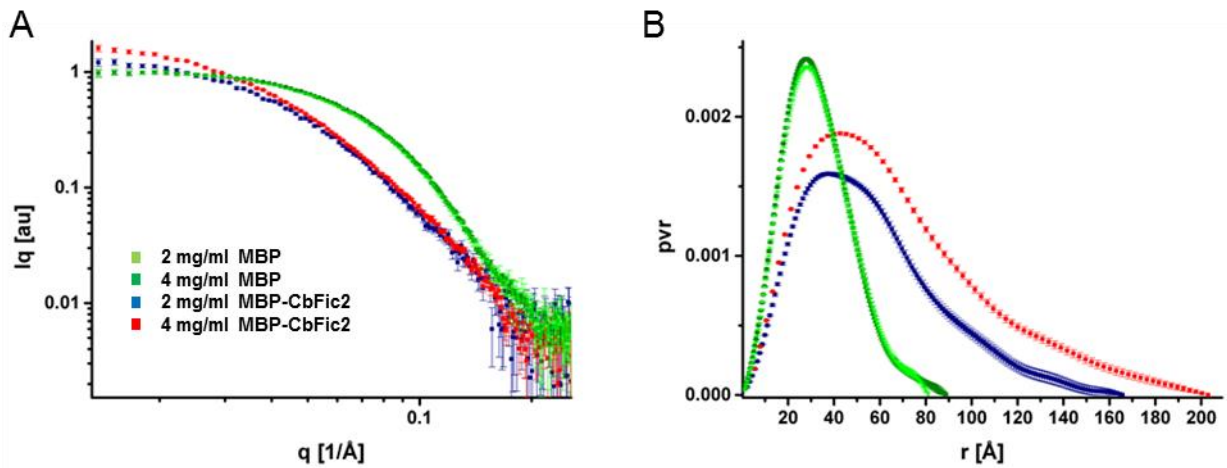 A
Iq [au]
1
0.1
0.01
2 mg/ml MBP
4 mg/ml MBP
2 mg/ml MBP-CbFic2
4 mg/ml MBP-CbFic2
0.1
q [1/Å]
B
pvr
0.002
0.001
0.000
20 40 60 80 100 120 140 160 180 200
r [Å]